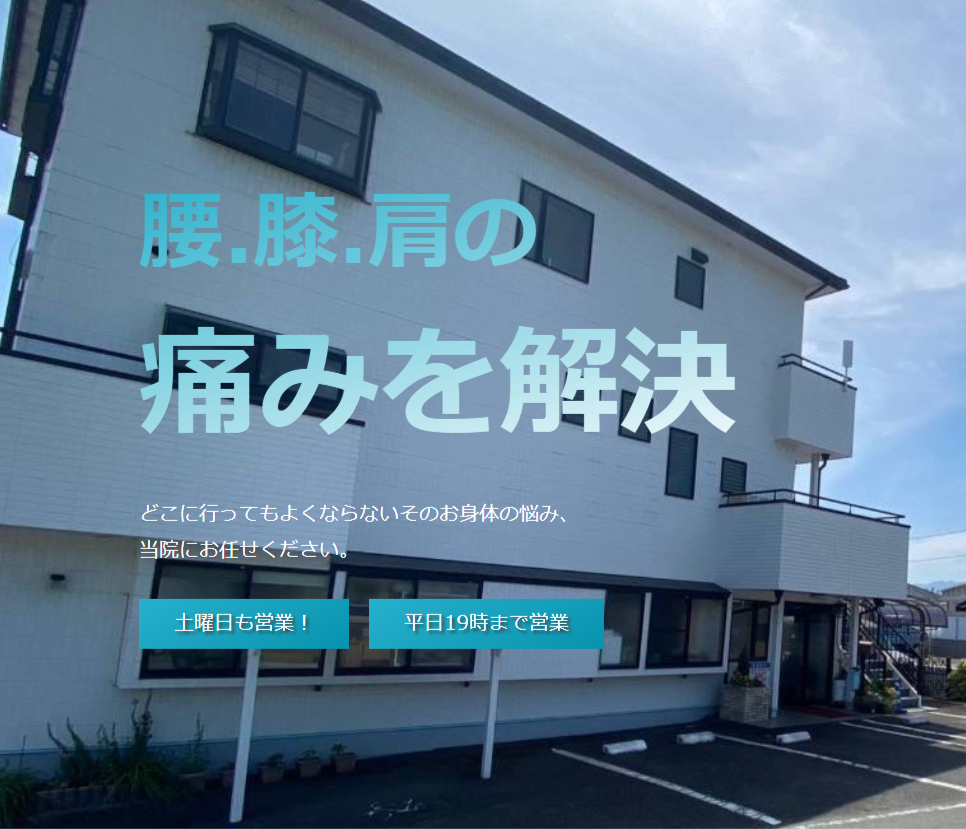 腰.膝.肩の
痛みを解決
どこに行ってもよくならないそのお身体の悩み、
当院にお任せください。
土曜日も営業！
平日19時まで営業